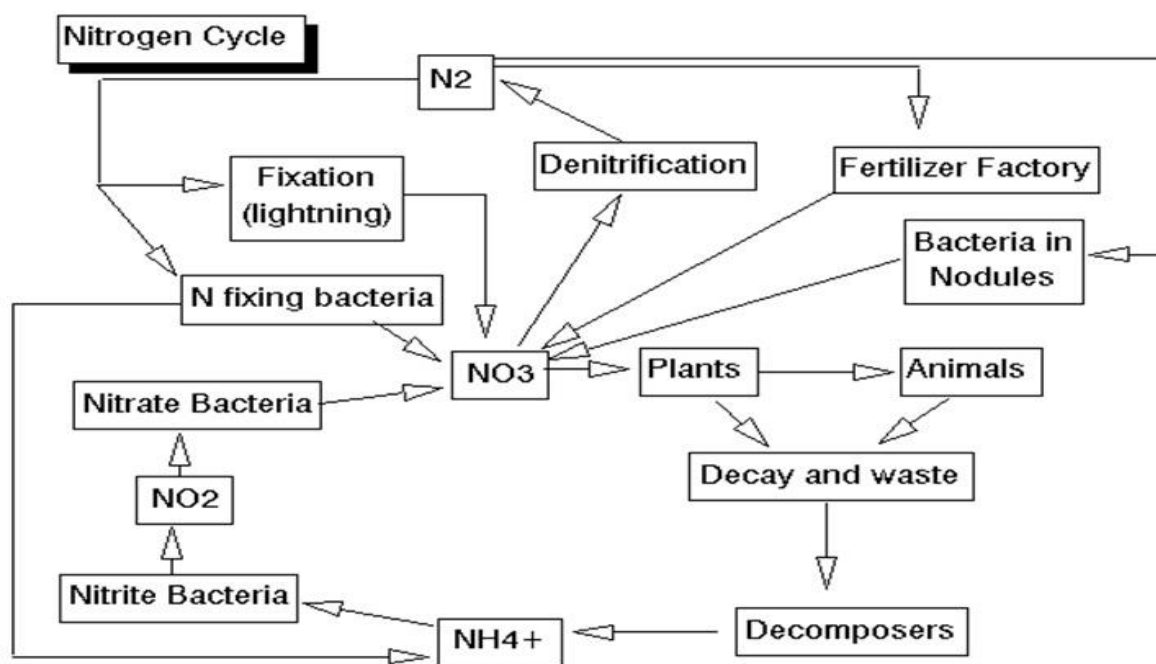 Nitrogen Cycle
N2
Denitrification
Fertilizer Factory
Fixation
(lightning)
Bacteria in
Nodules
N fixing bacteria
NO3
Plants
Animals
Nitrate Bacteria
Decay and waste
NO2
Nitrite Bacteria
NH4+
Decomposers